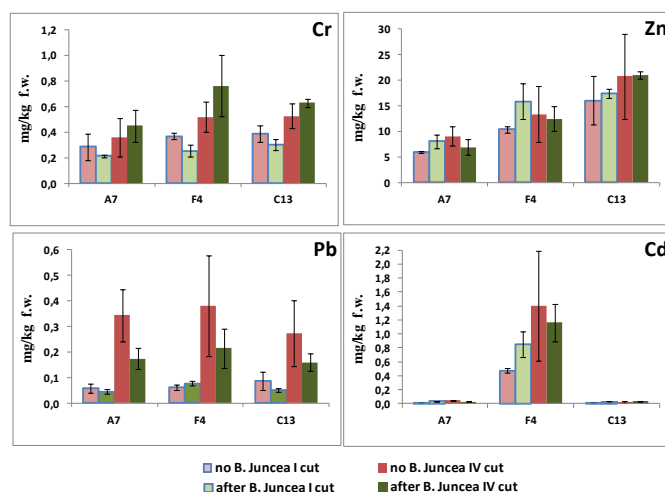 Cr
mg/kg f.w.
1,2
1,0
0,8
0,6
0,4
0,2
0,0
A7 F4 C13
Zn
mg/kg f.w.
30
25
20
15
10
5
0
A7 F4 C13
Pb
mg/kg f.w.
0,6
0,5
0,4
0,3
0,2
0,1
0,0
A7 F4 C13
Cd
mg/kg f.w.
2,2
2,0
1,8
1,6
1,4
1,2
1,0
0,8
0,6
0,4
0,2
0,0
A7 F4 C13
no B. Juncea I cut no B. Juncea IV cut
after B. Juncea I cut after B. Juncea IV cut